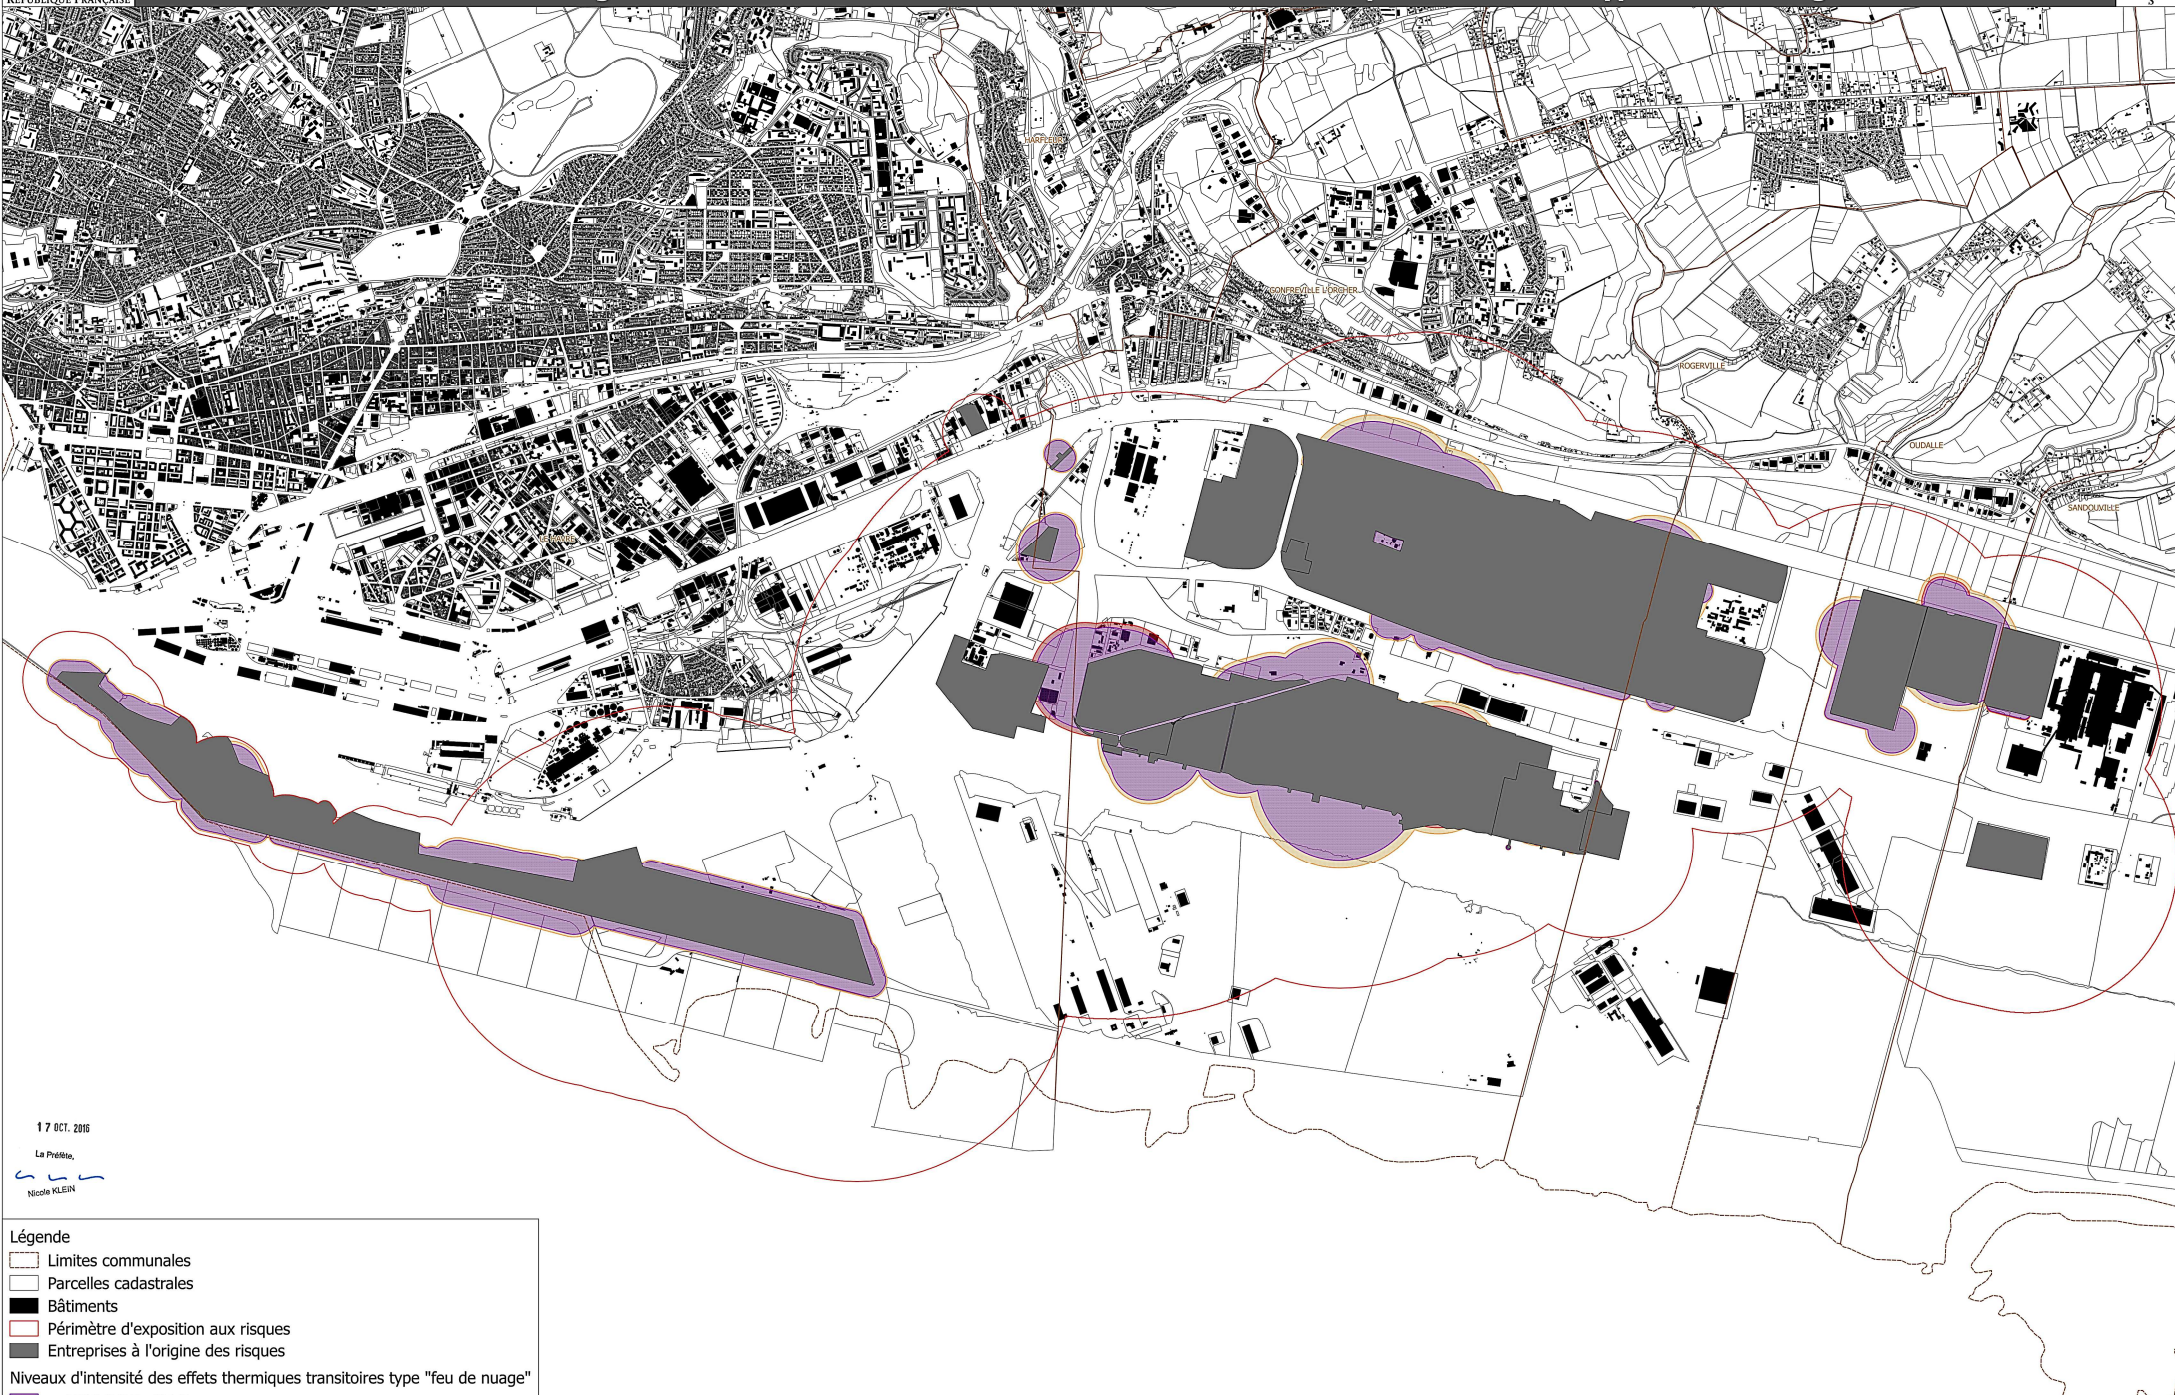 RÉPUBLIQUE FRANÇAISE
HARFLEUR
GONFREVILLE L'ORCHER
ROGERVILLE
OUDALLE
SANDOUVILLE
LE HAVRE
17 OCT. 2016
La Préfète,
Nicole KLEIN
Légende
Limites communales
Parcelles cadastrales
Bâtiments
Périmètre d'exposition aux risques
Entreprises à l'origine des risques
Niveaux d'intensité des effets thermiques transitoires type "feu de nuage"